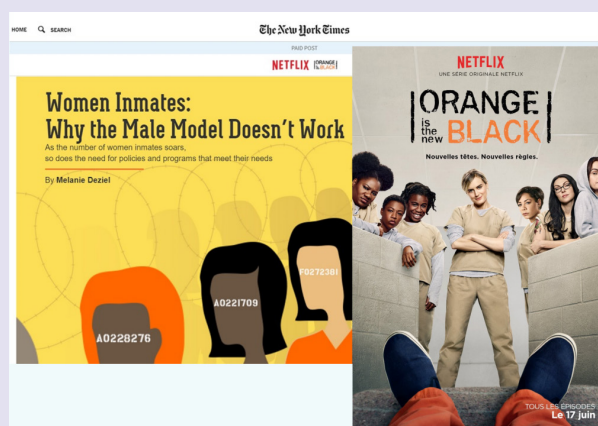 HOME
SEARCH
The New York Times
PAID POST
NETFLIX | ORANGE is the new BLACK |
Women Inmates:
Why the Male Model Doesn't Work
As the number of women inmates soars,
so does the need for policies and programs that meet their needs
By Melanie Deziel
A0228276
A0221709
F0272381
NETFLIX
UNE SÉRIE ORIGINALE NETFLIX
ORANGE
is the new BLACK
Nouvelles têtes. Nouvelles règles.
TOUS LES ÉPISODES
Le 17 juin